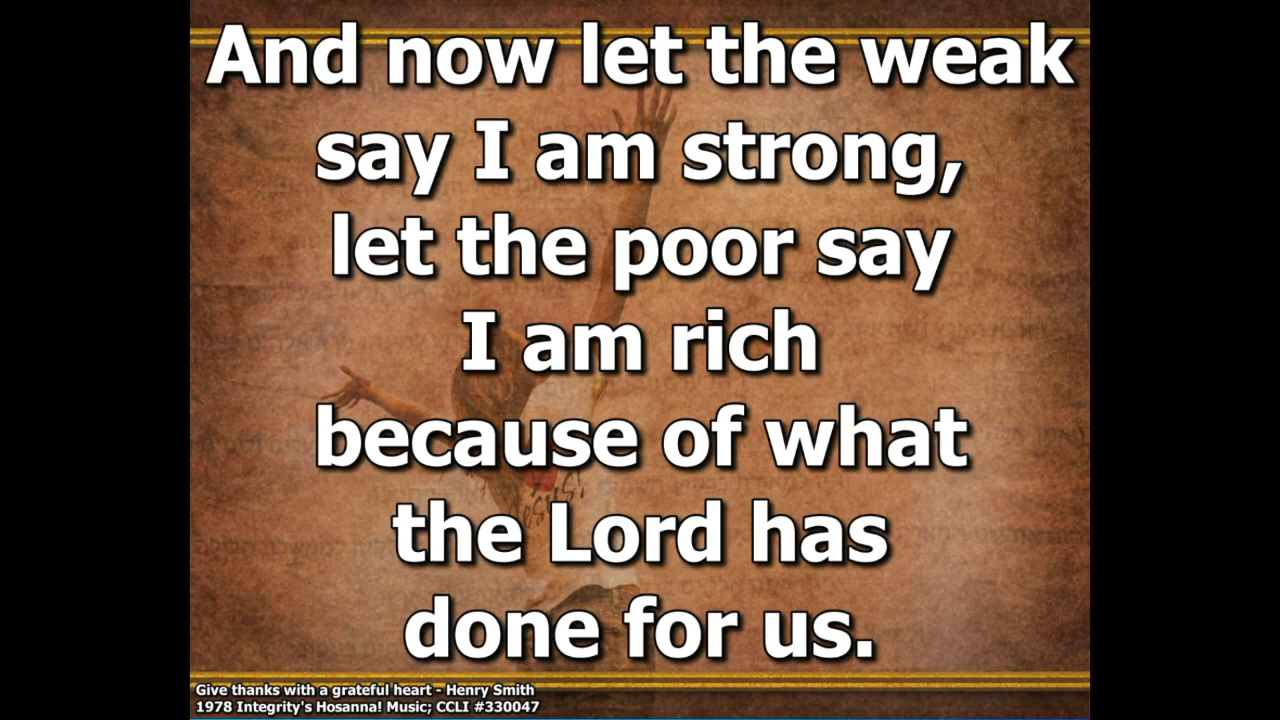 And now let the weak
say I am strong,
let the poor say
I am rich
because of what
the Lord has
done for us.
Jesus!
Give thanks with a grateful heart - Henry Smith
1978 Integrity's Hosanna! Music; CCLI #330047